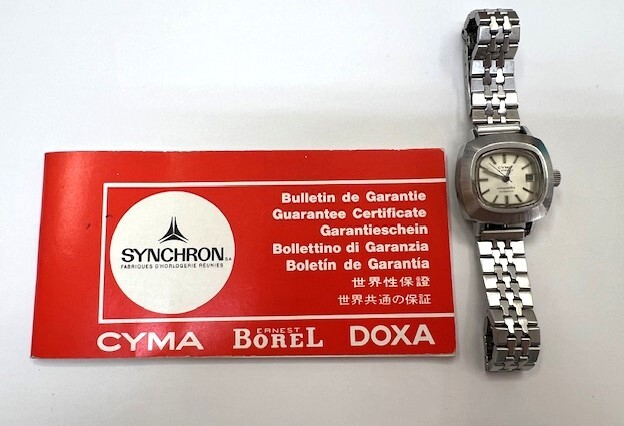 SYNCHRON SA
FABRIQUES D'HORLOGERIE RÉUNIES
Bulletin de Garantie
Guarantee Certificate
Garantieschein
Bollettino di Garanzia
Boletín de Garantía
世界性保證
世界共通の保証
CYMA
ERNEST
BOREL
DOXA
CYMA